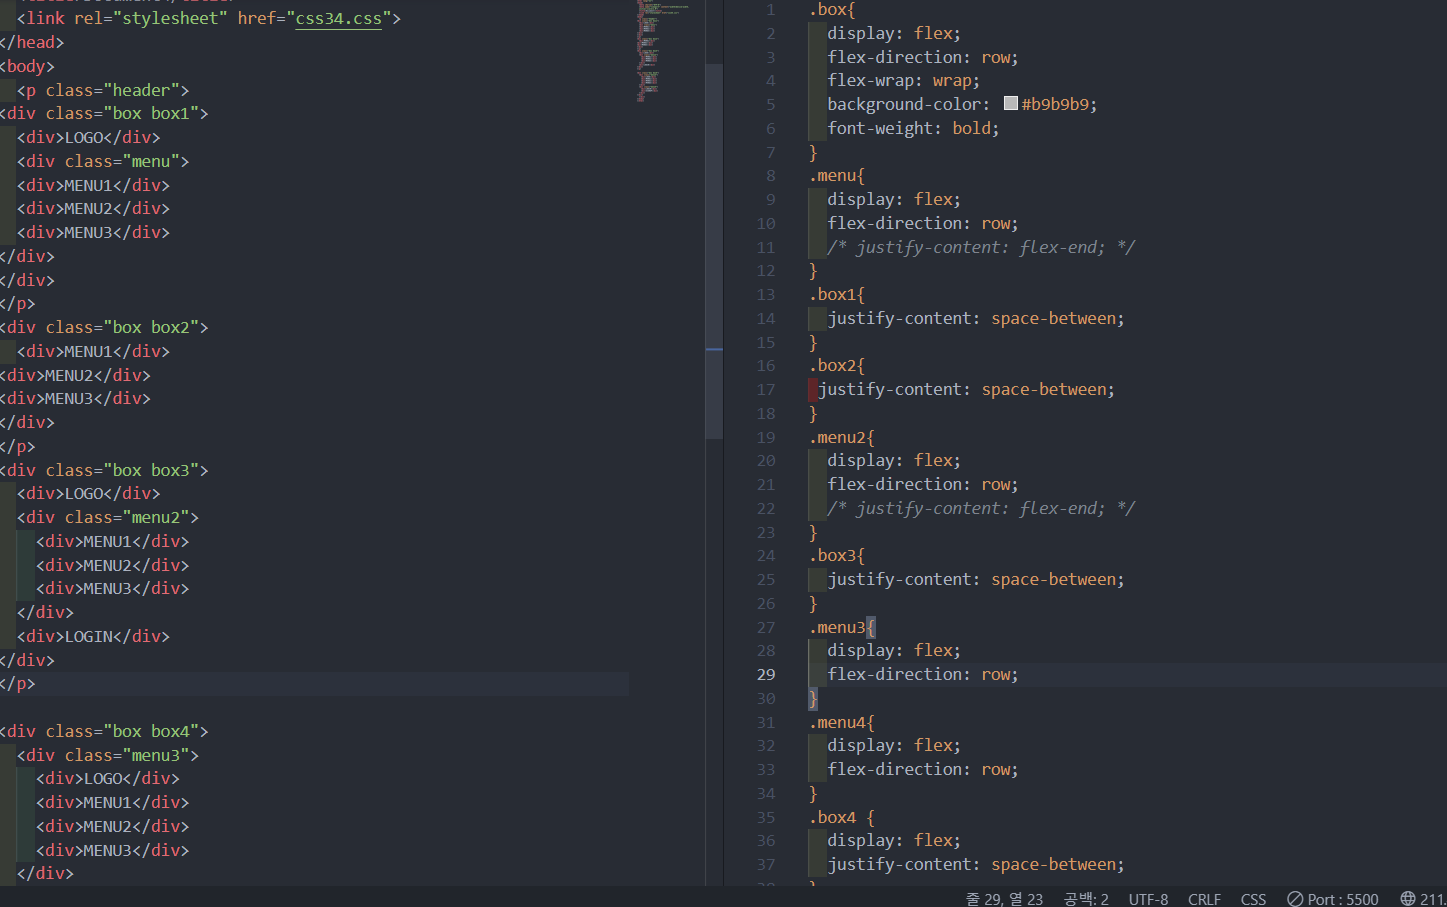 <link rel="stylesheet" href="css34.css">
</head>
<body>
<p class="header">
<div class="box box1">
<div>LOGO</div>
<div class="menu">
<div>MENU1</div>
<div>MENU2</div>
<div>MENU3</div>
</div>
</div>
</p>
<div class="box box2">
<div>MENU1</div>
<div>MENU2</div>
<div>MENU3</div>
</div>
</p>
<div class="box box3">
<div>LOGO</div>
<div class="menu2">
<div>MENU1</div>
<div>MENU2</div>
<div>MENU3</div>
</div>
<div>LOGIN</div>
</div>
</p>
<div class="box box4">
<div class="menu3">
<div>LOGO</div>
<div>MENU1</div>
<div>MENU2</div>
<div>MENU3</div>
</div>
1 .box{
2 display: flex;
3 flex-direction: row;
4 flex-wrap: wrap;
5 background-color: #b9b9b9;
6 font-weight: bold;
7 }
8 .menu{
9 display: flex;
10 flex-direction: row;
11 /* justify-content: flex-end; */
12 }
13 .box1{
14 justify-content: space-between;
15 }
16 .box2{
17 justify-content: space-between;
18 }
19 .menu2{
20 display: flex;
21 flex-direction: row;
22 /* justify-content: flex-end; */
23 }
24 .box3{
25 justify-content: space-between;
26 }
27 .menu3{
28 display: flex;
29 flex-direction: row;
30 }
31 .menu4{
32 display: flex;
33 flex-direction: row;
34 }
35 .box4 {
36 display: flex;
37 justify-content: space-between;
줄 29, 열 23 공백: 2 UTF-8 CRLF CSS Port : 5500 211.